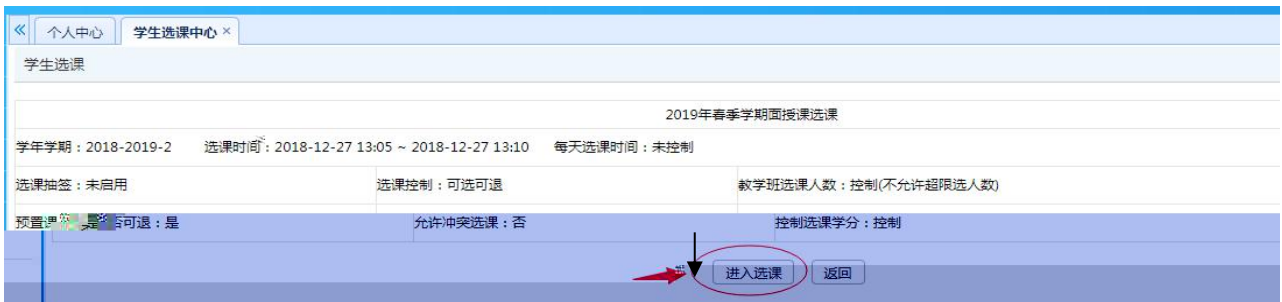 个人中心 学生选课中心 ×
学生选课
2019年春季学期面授课选课
学年学期：2018-2019-2 选课时间：2018-12-27 13:05 ~ 2018-12-27 13:10 每天选课时间：未控制
选课抽签：未启用 选课控制：可选可退 教学班选课人数：控制(不允许超限选人数)
预置课 是否可退：是 允许冲突选课：否 控制选课学分：控制
进入选课 返回